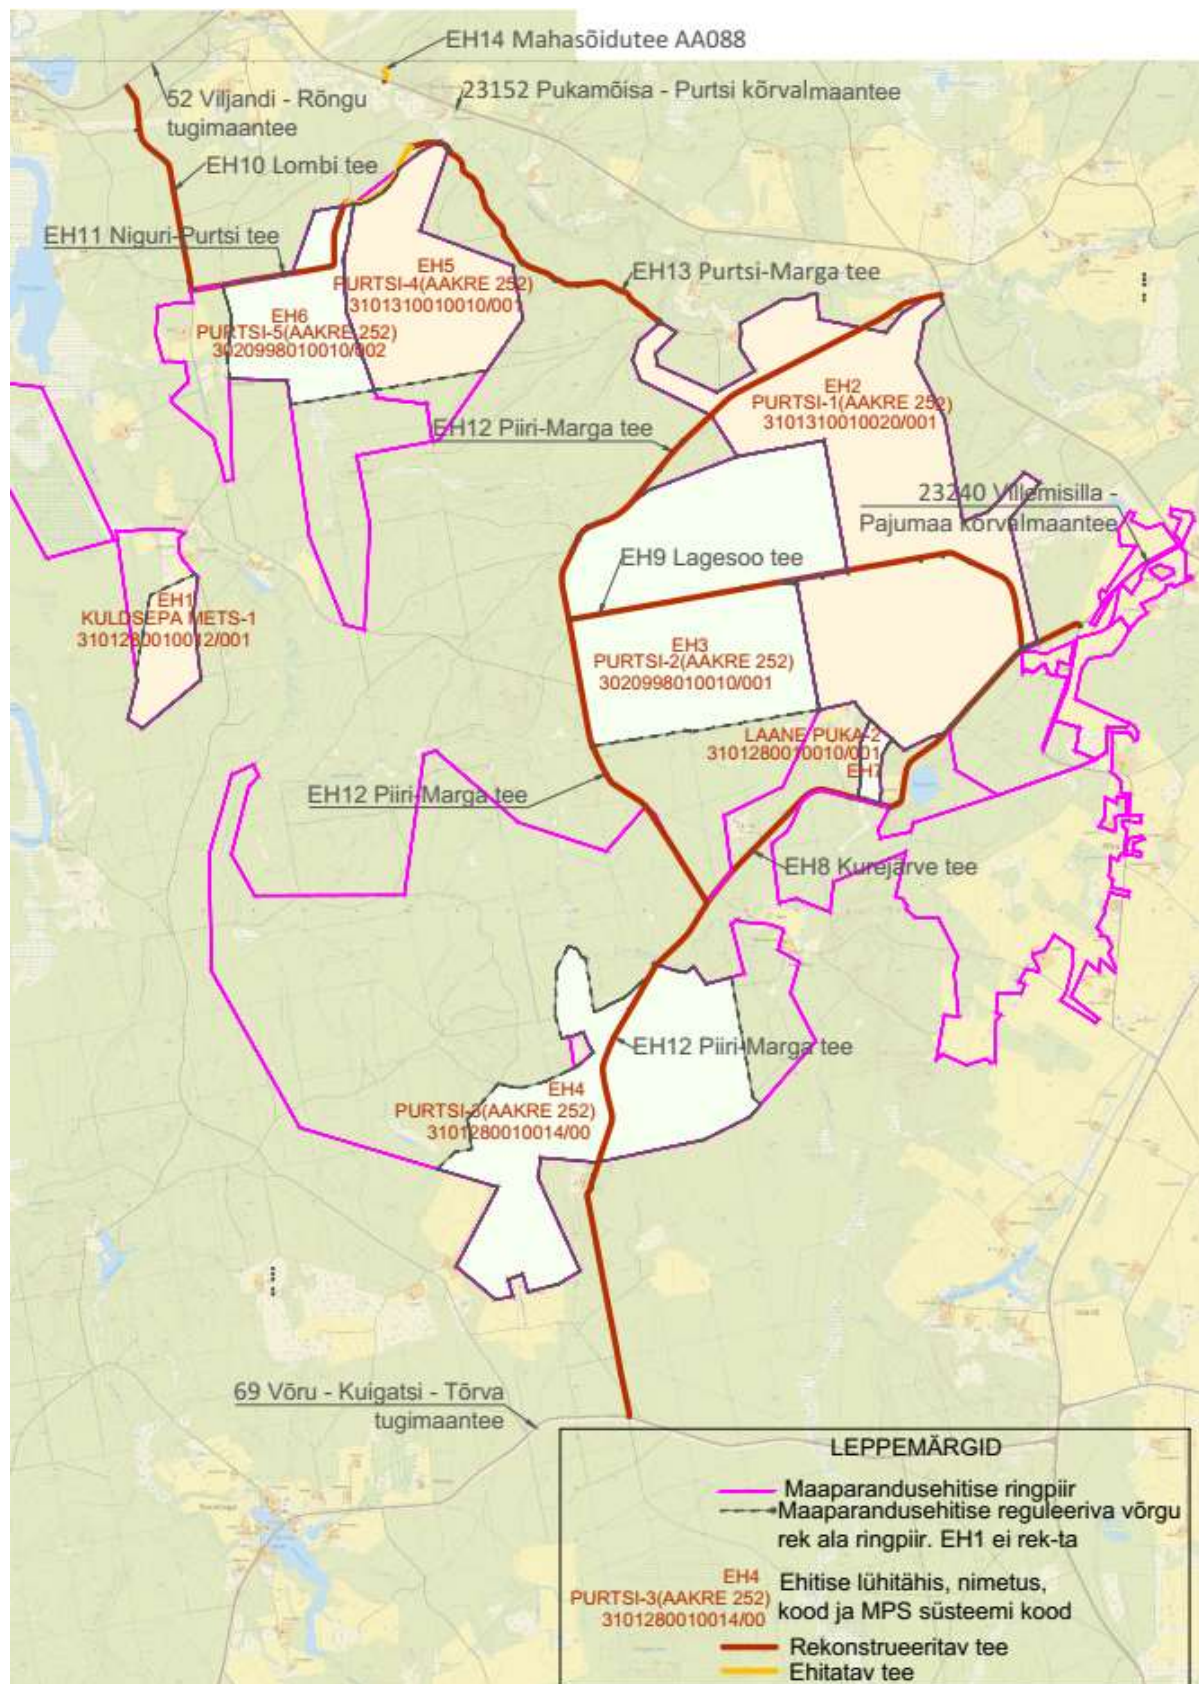 EH14 Mahasõidutee AA088
52 Viljandi - Rõngu
tugimaantee
23152 Pukamõisa - Purtsi kõrvalmaantee
EH10 Lombi tee
EH11 Niguri-Purtsi tee
EH5
PURTSI-4(AAKRE 252)
3101310010010/001
EH13 Purtsi-Marga tee
EH6
PURTSI-5(AAKRE 252)
3020998010010/002
EH2
PURTSI-1(AAKRE 252)
3101310010020/001
EH12 Piiri-Marga tee
23240 Villemisilla -
Pajumaa kõrvalmaantee
EH9 Lagesoo tee
EH1
KULDSEPA METS-1
3101280010012/001
EH3
PURTSI-2(AAKRE 252)
3020998010010/001
LAANE PUKA-2
3101280010010/001
EH7
EH12 Piiri-Marga tee
EH8 Kurejärve tee
EH12 Piiri-Marga tee
EH4
PURTSI-3(AAKRE 252)
3101280010014/00
69 Võru - Kuigatsi - Tõrva
tugimaantee
LEPPEMÄRGID
Maaparandusehitise ringpiir
Maaparandusehitise reguleeriva võrgu
rek ala ringpiir. EH1 ei rek-ta
EH4
PURTSI-3(AAKRE 252)
3101280010014/00
Ehitise lühitähis, nimetus,
kood ja MPS süsteemi kood
Rekonstrueeritav tee
Ehitatav tee